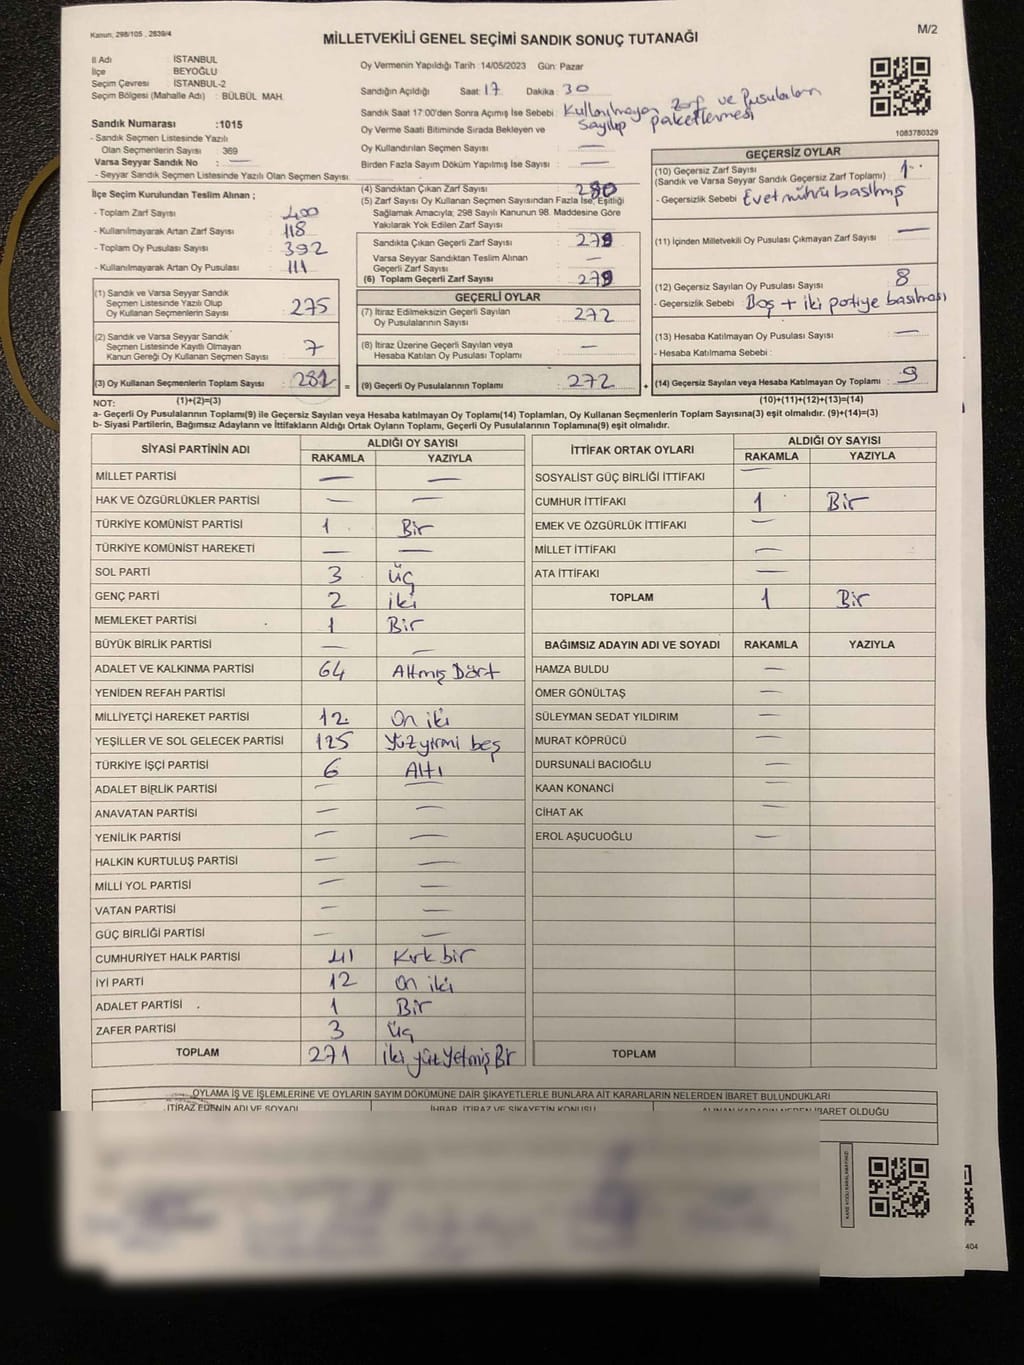 Kanun, 298/105 , 2839/4
M/2
MİLLETVEKİLİ GENEL SEÇİMİ SANDIK SONUÇ TUTANAĞI
İl Adı : İSTANBUL
İlçe : BEYOĞLU
Seçim Çevresi : İSTANBUL-2
Seçim Bölgesi (Mahalle Adı) : BÜLBÜL MAH.
Sandık Numarası :1015
- Sandık Seçmen Listesinde Yazılı
Olan Seçmenlerin Sayısı : 369
Varsa Seyyar Sandık No : —
- Seyyar Sandık Seçmen Listesinde Yazılı Olan Seçmen Sayısı
Oy Vermenin Yapıldığı Tarih :14/05/2023 Gün: Pazar
Sandığın Açıldığı Saat: 17 Dakika : 30
Sandık Saat 17:00'den Sonra Açımış İse Sebebi : Kullanılmayan Zarf ve Pusulaların
sayılıp paketlenmesi
Oy Verme Saati Bitiminde Sırada Bekleyen ve
Oy Kullandırılan Seçmen Sayısı : —
Birden Fazla Sayım Döküm Yapılmış İse Sayısı : —
1083780329
İlçe Seçim Kurulundan Teslim Alınan ;
- Toplam Zarf Sayısı : 400
- Kullanılmayarak Artan Zarf Sayısı : 118
- Toplam Oy Pusulası Sayısı : 392
- Kullanılmayarak Artan Oy Pusulası : 111
(1) Sandık ve Varsa Seyyar Sandık
Seçmen Listesinde Yazılı Olup
Oy Kullanan Seçmenlerin Sayısı : 275
(2) Sandık ve Varsa Seyyar Sandık
Seçmen Listesinde Kayıtlı Olmayan
Kanun Gereği Oy Kullanan Seçmen Sayısı : 7
(3) Oy Kullanan Seçmenlerin Toplam Sayısı : =
(1)+(2)=(3)
(4) Sandıktan Çıkan Zarf Sayısı : 280
(5) Zarf Sayısı Oy Kullanan Seçmen Sayısından Fazla İse, Eşitliği
Sağlamak Amacıyla; 298 Sayılı Kanunun 98. Maddesine Göre
Yakılarak Yok Edilen Zarf Sayısı :
Sandıkta Çıkan Geçerli Zarf Sayısı : 279
Varsa Seyyar Sandıktan Teslim Alınan
Geçerli Zarf Sayısı : —
(6) Toplam Geçerli Zarf Sayısı : 279
GEÇERLİ OYLAR
(7) İtiraz Edilmeksizin Geçerli Sayılan
Oy Pusulalarının Sayısı : 272
(8) İtiraz Üzerine Geçerli Sayılan veya
Hesaba Katılan Oy Pusulası Toplamı : —
(9) Geçerli Oy Pusulalarının Toplamı : 272 +
GEÇERSİZ OYLAR
(10) Geçersiz Zarf Sayısı : 1
(Sandık ve Varsa Seyyar Sandık Geçersiz Zarf Toplamı)
- Geçersizlik Sebebi : Evet mührü basılmış
(11) İçinden Milletvekili Oy Pusulası Çıkmayan Zarf Sayısı : —
(12) Geçersiz Sayılan Oy Pusulası Sayısı : 8
- Geçersizlik Sebebi : Boş + iki partiye basılması
(13) Hesaba Katılmayan Oy Pusulası Sayısı : —
- Hesaba Katılmama Sebebi :
(14) Geçersiz Sayılan veya Hesaba Katılmayan Oy Toplamı : 9
(10)+(11)+(12)+(13)=(14)
NOT:
a- Geçerli Oy Pusulalarının Toplamı(9) ile Geçersiz Sayılan veya Hesaba katılmayan Oy Toplamı(14) Toplamları, Oy Kullanan Seçmenlerin Toplam Sayısına(3) eşit olmalıdır. (9)+(14)=(3)
b- Siyasi Partilerin, Bağımsız Adayların ve İttifakların Aldığı Ortak Oyların Toplamı, Geçerli Oy Pusulalarının Toplamına(9) eşit olmalıdır.
SİYASİ PARTİNİN ADI ALDIĞI OY SAYISI
RAKAMLA YAZIYLA
MİLLET PARTİSİ — —
HAK VE ÖZGÜRLÜKLER PARTİSİ — —
TÜRKİYE KOMÜNİST PARTİSİ 1 Bir
TÜRKİYE KOMÜNİST HAREKETİ — —
SOL PARTİ 3 üç
GENÇ PARTİ 2 iki
MEMLEKET PARTİSİ 1 Bir
BÜYÜK BİRLİK PARTİSİ — —
ADALET VE KALKINMA PARTİSİ 64 Altmış Dört
YENİDEN REFAH PARTİSİ
MİLLİYETÇİ HAREKET PARTİSİ 12 On iki
YEŞİLLER VE SOL GELECEK PARTİSİ 125 Yüzyirmi beş
TÜRKİYE İŞÇİ PARTİSİ 6 Altı
ADALET BİRLİK PARTİSİ — —
ANAVATAN PARTİSİ — —
YENİLİK PARTİSİ — —
HALKIN KURTULUŞ PARTİSİ — —
MİLLİ YOL PARTİSİ — —
VATAN PARTİSİ — —
GÜÇ BİRLİĞİ PARTİSİ — —
CUMHURİYET HALK PARTİSİ 41 Kırk bir
İYİ PARTİ 12 On iki
ADALET PARTİSİ 1 Bir
ZAFER PARTİSİ 3 üç
TOPLAM 271 iki yüz Yetmiş Bir
İTTİFAK ORTAK OYLARI ALDIĞI OY SAYISI
RAKAMLA YAZIYLA
SOSYALİST GÜÇ BİRLİĞİ İTTİFAKI —
CUMHUR İTTİFAKI 1 Bir
EMEK VE ÖZGÜRLÜK İTTİFAKI —
MİLLET İTTİFAKI —
ATA İTTİFAKI —
TOPLAM 1 Bir
BAĞIMSIZ ADAYIN ADI VE SOYADI RAKAMLA YAZIYLA
HAMZA BULDU —
ÖMER GÖNÜLTAŞ —
SÜLEYMAN SEDAT YILDIRIM —
MURAT KÖPRÜCÜ —
DURSUNALİ BACIOĞLU —
KAAN KONANCİ —
CİHAT AK —
EROL AŞUCUOĞLU —
TOPLAM
OYLAMA İŞ VE İŞLEMLERİNE VE OYLARIN SAYIM DÖKÜMÜNE DAİR ŞİKAYETLERLE BUNLARA AİT KARARLARIN NELERDEN İBARET BULUNDUKLARI
İTİRAZ EDENİN ADI VE SOYADI İHBAR, İTİRAZ VE ŞİKAYETİN KONUSU ALINAN KARARIN NEDEN İBARET OLDUĞU
404